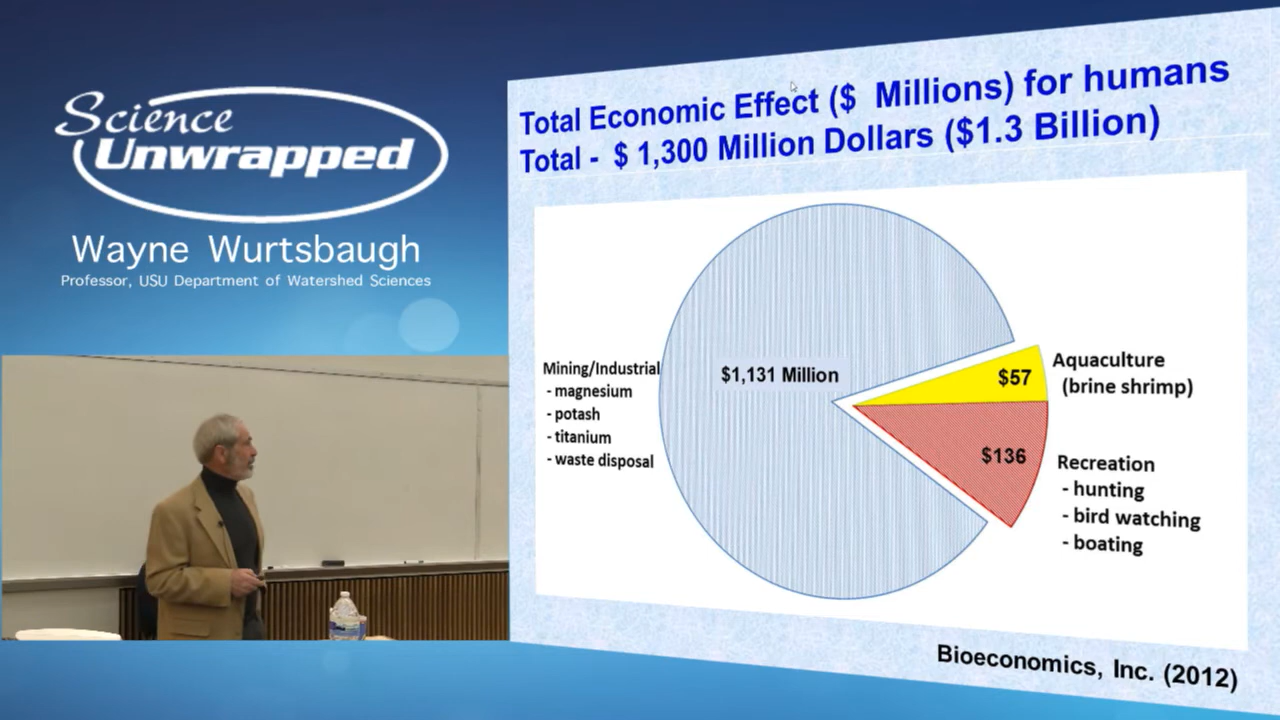 Science
Unwrapped
Wayne Wurtsbaugh
Professor, USU Department of Watershed Sciences
Total Economic Effect ($ Millions) for humans
Total - $ 1,300 Million Dollars ($1.3 Billion)
Mining/Industrial
- magnesium
- potash
- titanium
- waste disposal
$1,131 Million
$57
Aquaculture
(brine shrimp)
$136
Recreation
- hunting
- bird watching
- boating
Bioeconomics, Inc. (2012)